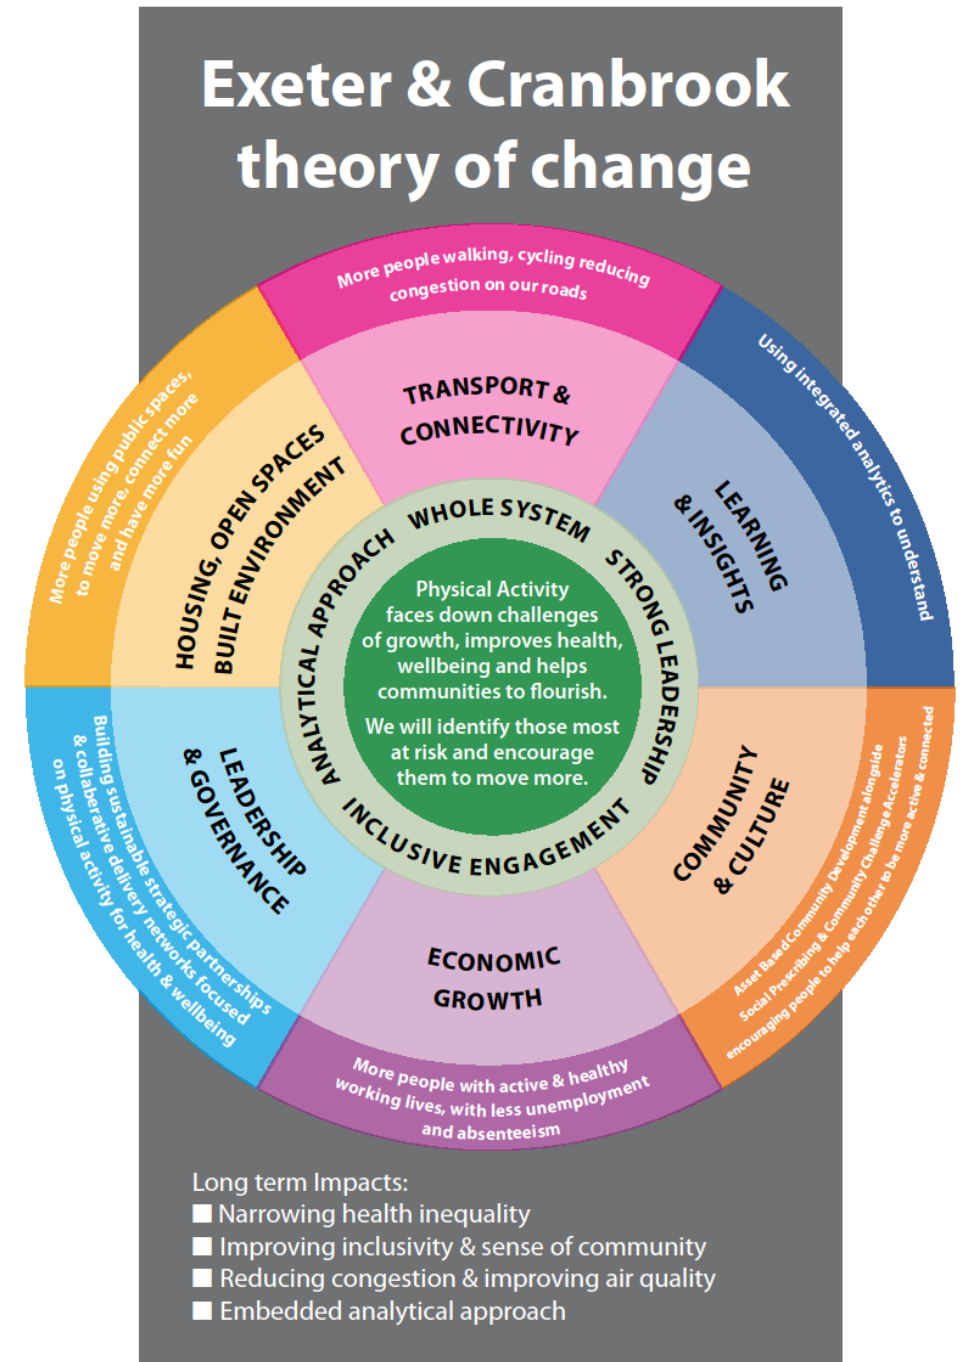 Exeter & Cranbrook
theory of change
More people walking, cycling reducing
congestion on our roads
TRANSPORT &
CONNECTIVITY
Using integrated analytics to understand
LEARNING
& INSIGHTS
COMMUNITY
& CULTURE
Asset Based Community Development alongside
Social Prescribing & Community Challenge Accelerators
encouraging people to help each other to be more active & connected
ECONOMIC
GROWTH
More people with active & healthy
working lives, with less unemployment
and absenteeism
LEADERSHIP
& GOVERNANCE
Building sustainable strategic partnerships
& collaborative delivery networks focused
on physical activity for health & wellbeing
More people using public spaces,
to move more, connect more
and have more fun
HOUSING, OPEN SPACES
BUILT ENVIRONMENT
WHOLE SYSTEM
STRONG LEADERSHIP
INCLUSIVE ENGAGEMENT
ANALYTICAL APPROACH
Physical Activity
faces down challenges
of growth, improves health,
wellbeing and helps
communities to flourish.
We will identify those most
at risk and encourage
them to move more.
Long term Impacts:
■ Narrowing health inequality
■ Improving inclusivity & sense of community
■ Reducing congestion & improving air quality
■ Embedded analytical approach